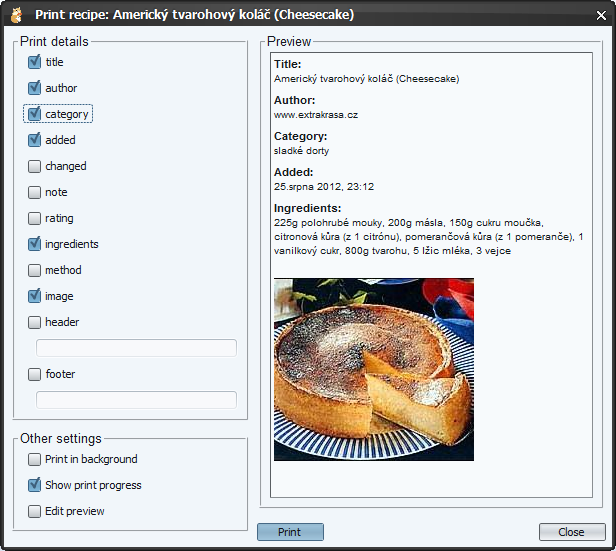 Print recipe: Americký tvarohový koláč (Cheesecake)
Print details
title
author
category
added
changed
note
rating
ingredients
method
image
header
footer
Other settings
Print in background
Show print progress
Edit preview
Preview
Title:
Americký tvarohový koláč (Cheesecake)
Author:
www.extrakrasa.cz
Category:
sladké dorty
Added:
25.srpna 2012, 23:12
Ingredients:
225g polohrubé mouky, 200g másla, 150g cukru moučka,
citronová kůra (z 1 citrónu), pomerančová kůra (z 1 pomeranče), 1
vanilkový cukr, 800g tvarohu, 5 lžic mléka, 3 vejce
Print
Close